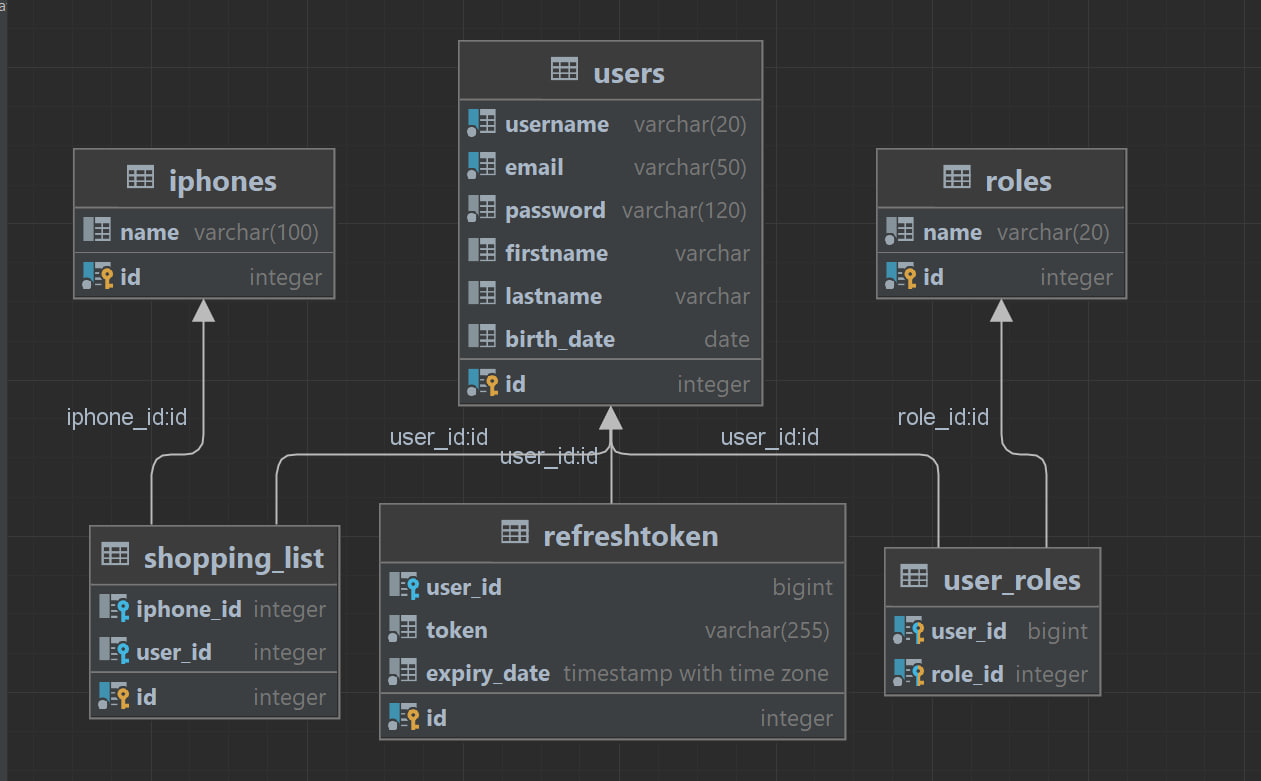 users
username varchar(20)
email varchar(50)
password varchar(120)
firstname varchar
lastname varchar
birth_date date
id integer
iphones
name varchar(100)
id integer
roles
name varchar(20)
id integer
iphone_id:id
user_id:id
user_id:id
user_id:id
role_id:id
shopping_list
iphone_id integer
user_id integer
id integer
refreshtoken
user_id bigint
token varchar(255)
expiry_date timestamp with time zone
id integer
user_roles
user_id bigint
role_id integer